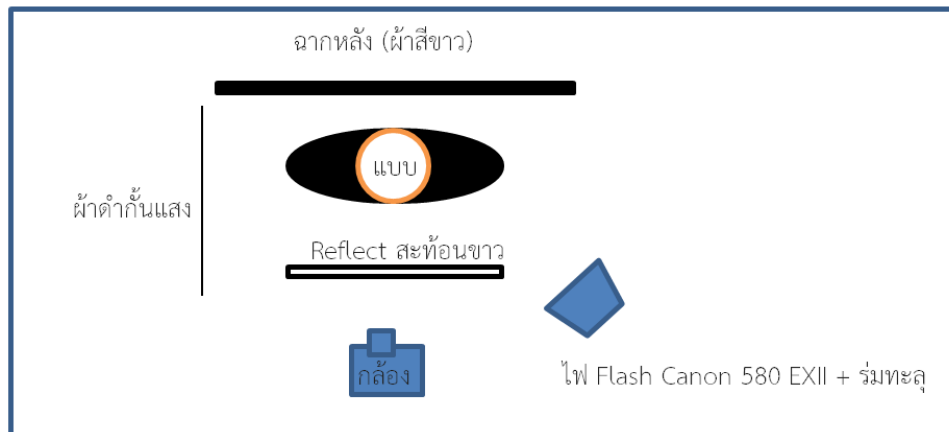 ฉากหลัง (ผ้าสีขาว)
แบบ
ผ้าดำกั้นแสง
Reflect สะท้อนขาว
กล้อง
ไฟ Flash Canon 580 EXII + ร่มทะลุ